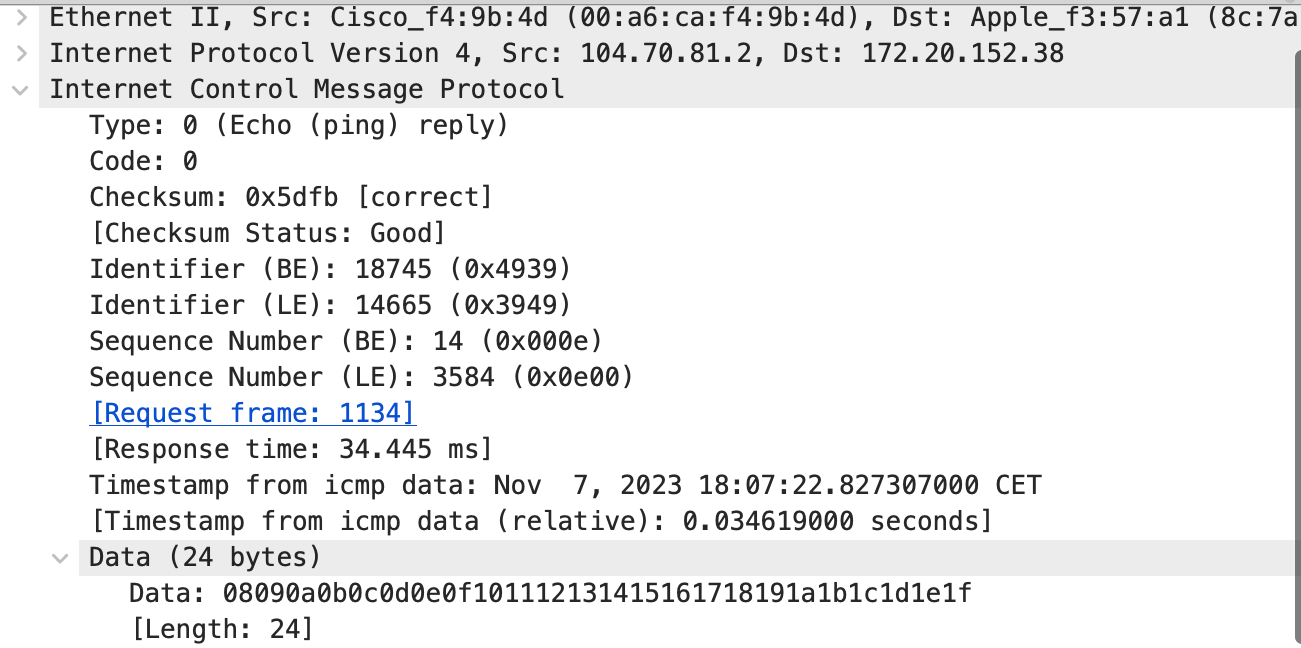 Ethernet II, Src: Cisco_f4:9b:4d (00:a6:ca:f4:9b:4d), Dst: Apple_f3:57:a1 (8c:7a
Internet Protocol Version 4, Src: 104.70.81.2, Dst: 172.20.152.38
Internet Control Message Protocol
Type: 0 (Echo (ping) reply)
Code: 0
Checksum: 0x5dfb [correct]
[Checksum Status: Good]
Identifier (BE): 18745 (0x4939)
Identifier (LE): 14665 (0x3949)
Sequence Number (BE): 14 (0x000e)
Sequence Number (LE): 3584 (0x0e00)
[Request frame: 1134]
[Response time: 34.445 ms]
Timestamp from icmp data: Nov  7, 2023 18:07:22.827307000 CET
[Timestamp from icmp data (relative): 0.034619000 seconds]
Data (24 bytes)
Data: 08090a0b0c0d0e0f101112131415161718191a1b1c1d1e1f
[Length: 24]